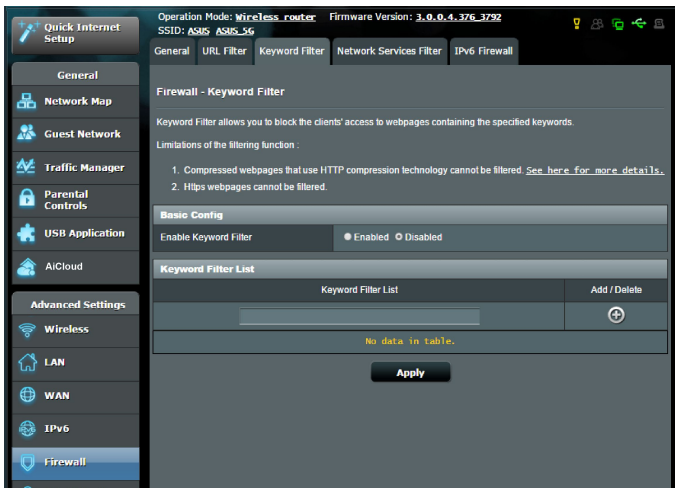 Quick Internet
Setup
Operation Mode: Wireless router Firmware Version: 3.0.0.4.376_3792
SSID: ASUS ASUS_5G
General URL Filter Keyword Filter Network Services Filter IPv6 Firewall
General
Network Map
Guest Network
Traffic Manager
Parental
Controls
USB Application
AiCloud
Advanced Settings
Wireless
LAN
WAN
IPv6
Firewall
Firewall - Keyword Filter
Keyword Filter allows you to block the clients' access to webpages containing the specified keywords.
Limitations of the filtering function :
1. Compressed webpages that use HTTP compression technology cannot be filtered. See here for more details.
2. Https webpages cannot be filtered.
Basic Config
Enable Keyword Filter Enabled Disabled
Keyword Filter List
Keyword Filter List Add / Delete
No data in table.
Apply